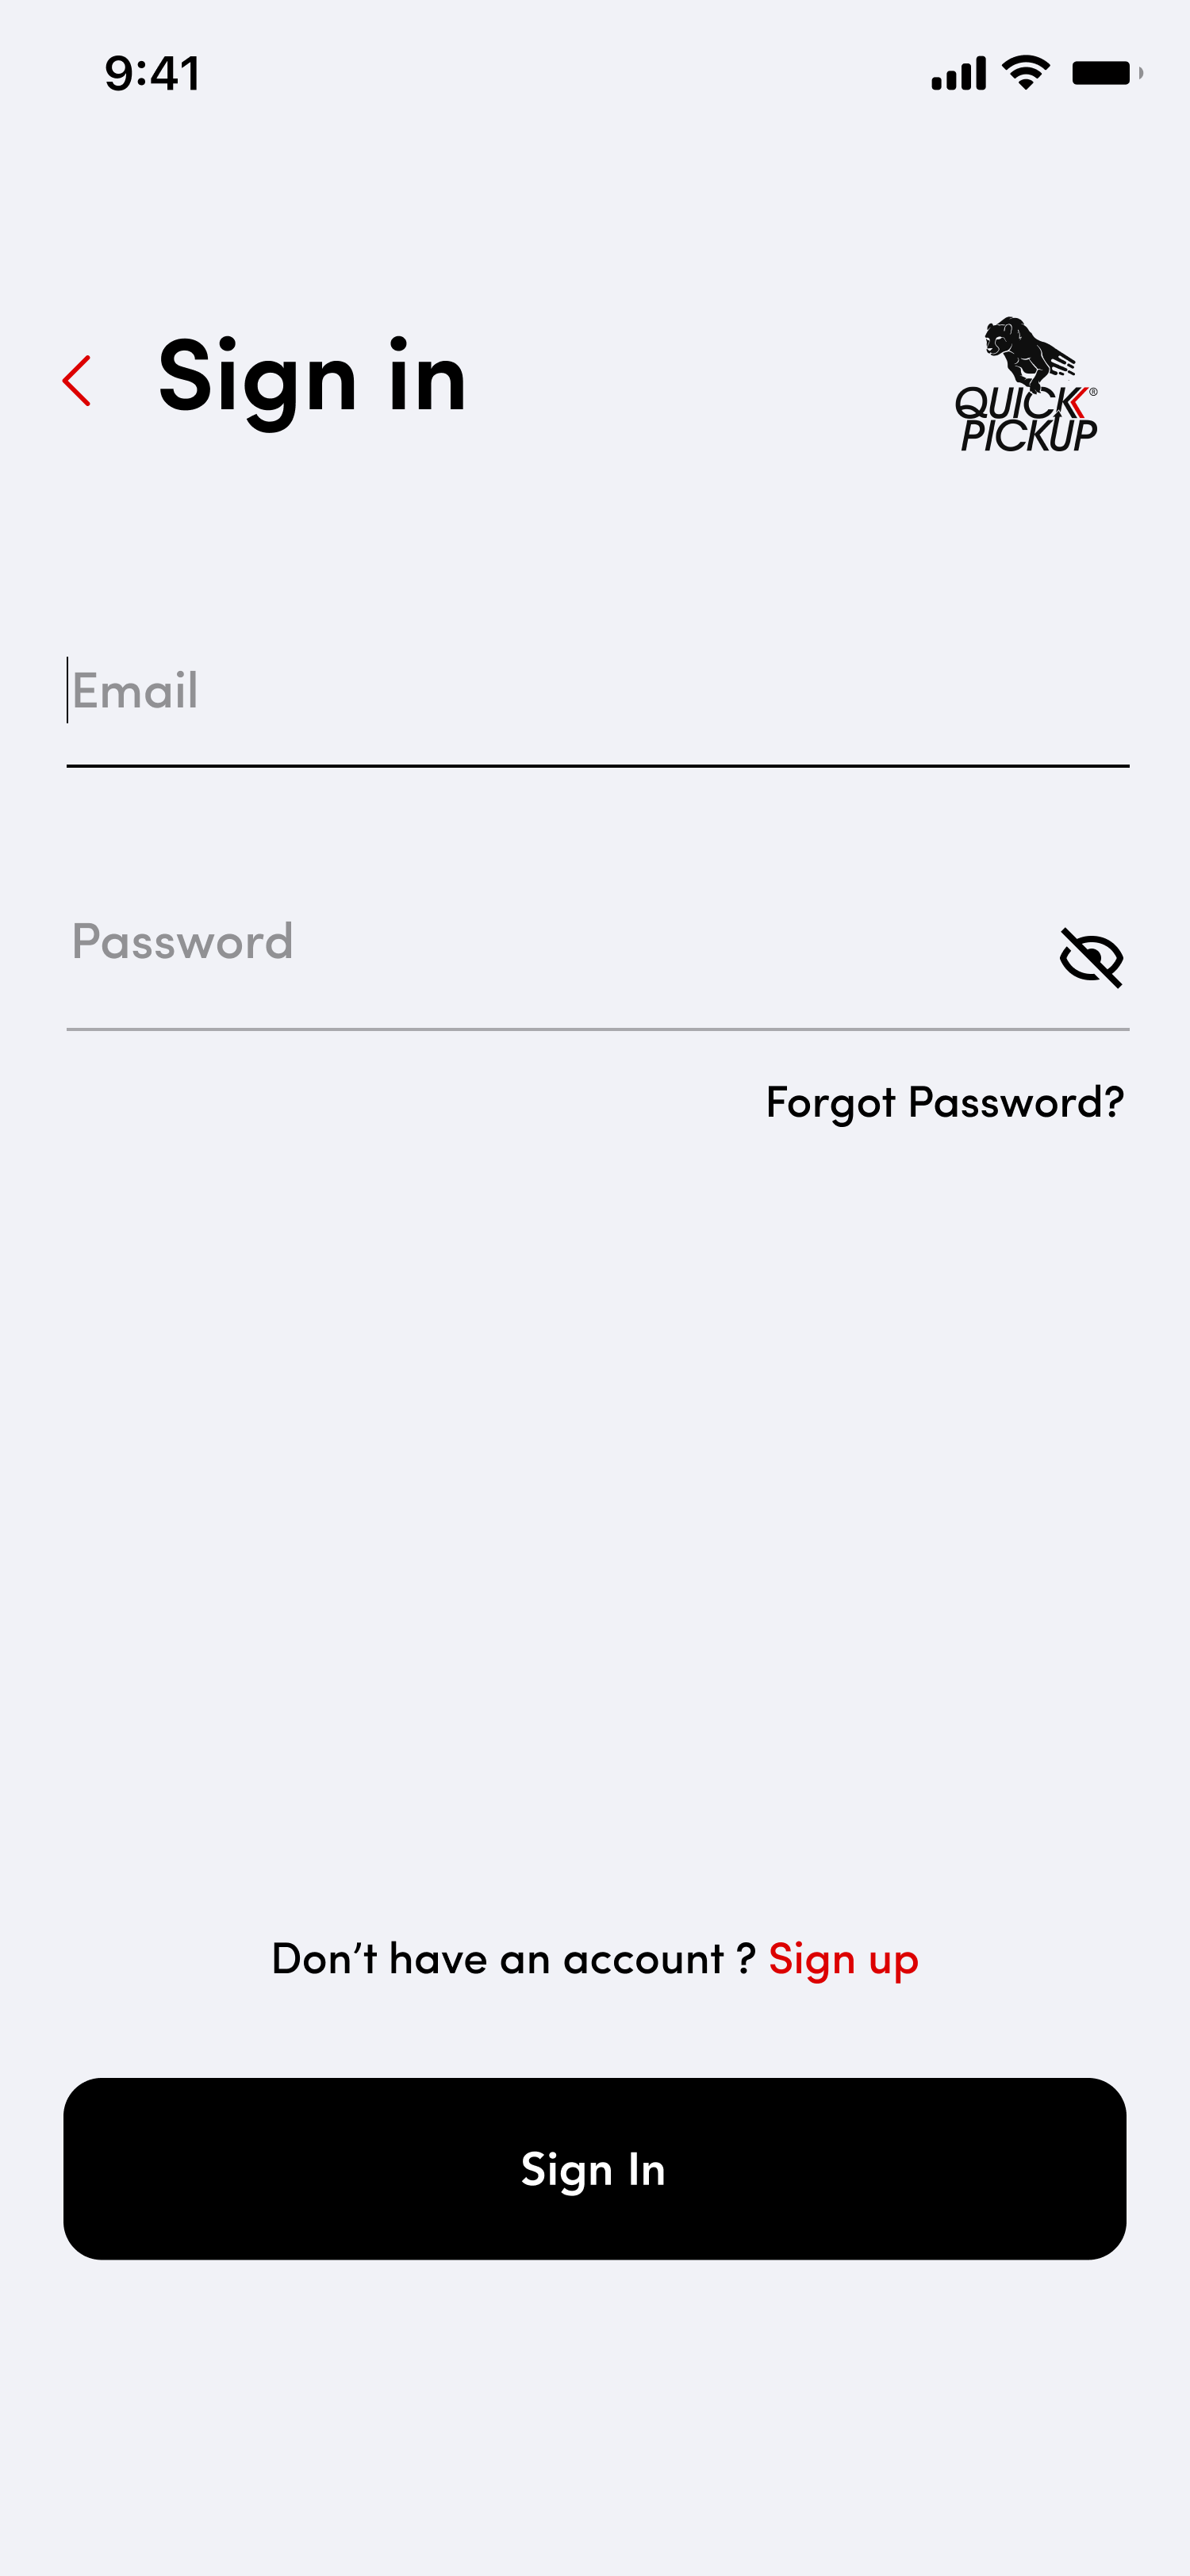 9:41
Sign in
QUICK®
PICKUP
Email
Password
Forgot Password?
Don’t have an account ? Sign up
Sign In